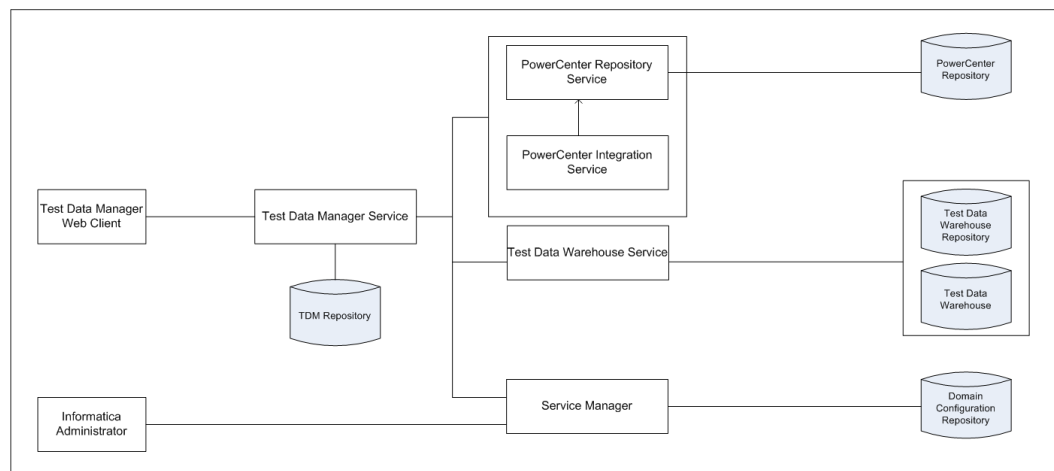 PowerCenter Repository
Service
PowerCenter
Repository
PowerCenter Integration
Service
Test Data Manager
Web Client
Test Data Manager Service
Test Data
Warehouse
Repository
Test Data Warehouse Service
Test Data
Warehouse
TDM Repository
Informatica
Administrator
Service Manager
Domain
Configuration
Repository